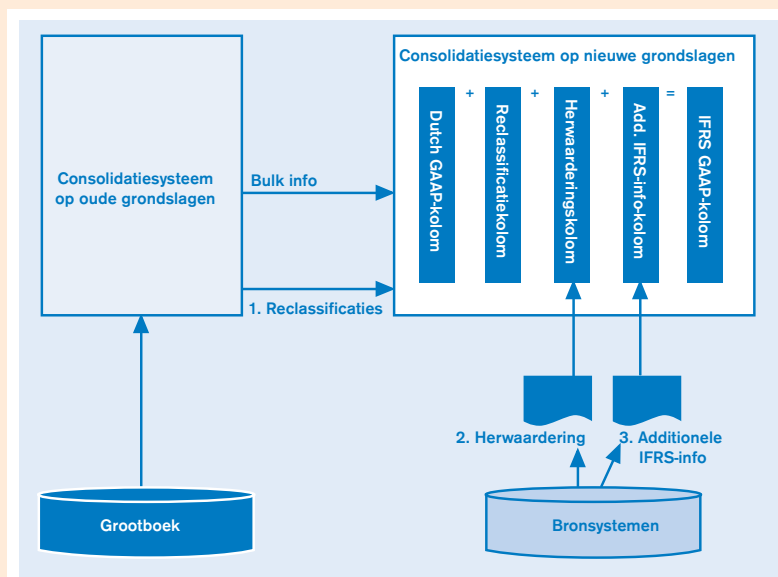 Consolidatiesysteem op nieuwe grondslagen
Dutch GAAP-kolom
+
Reclassificatiekolom
+
Herwaarderingskolom
+
Add. IFRS-info-kolom
=
IFRS GAAP-kolom
Consolidatiesysteem
op oude grondslagen
Bulk info
1. Reclassificaties
2. Herwaardering
3. Additionele
IFRS-info
Grootboek
Bronsystemen